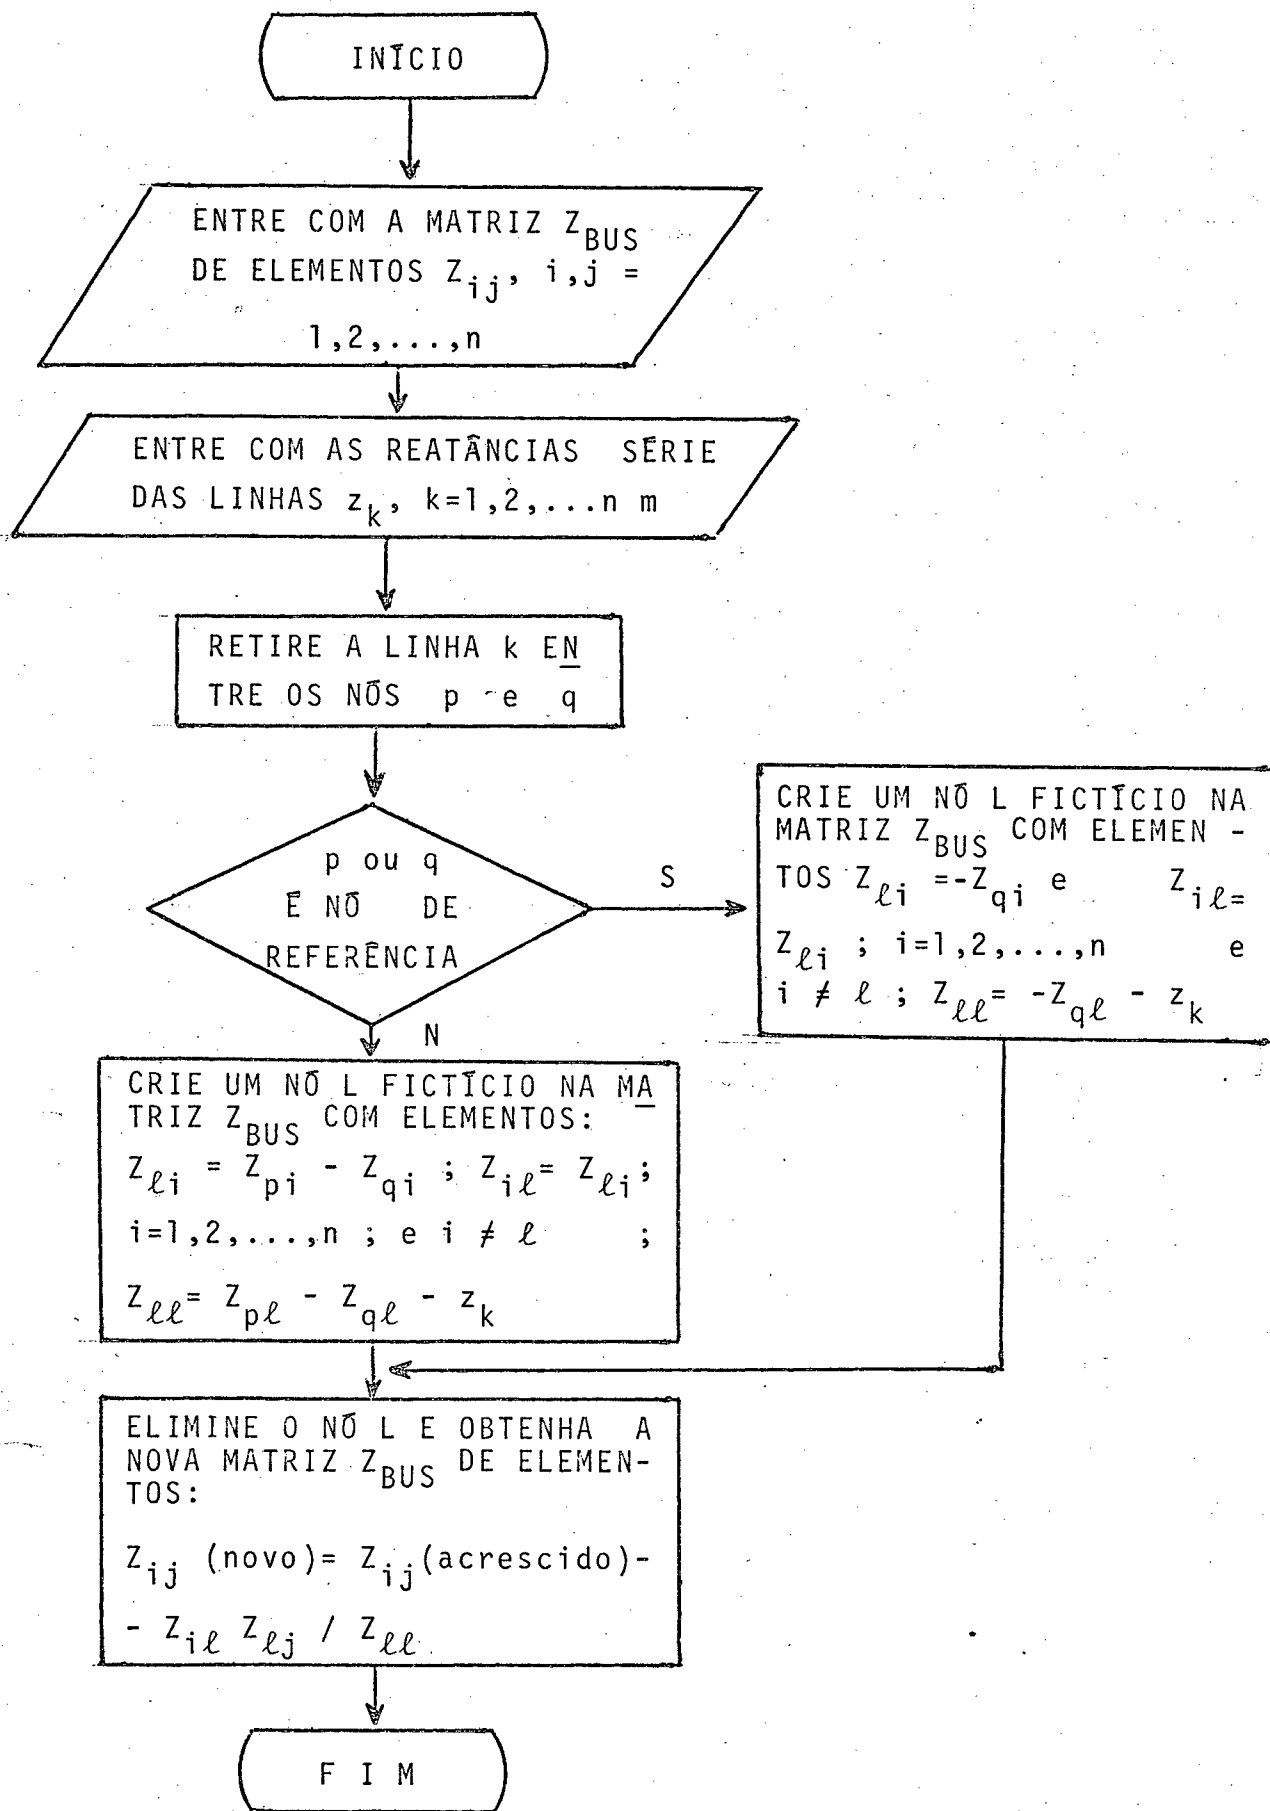 INÍCIO
ENTRE COM A MATRIZ Z_BUS
DE ELEMENTOS Z_ij, i,j =
1,2,...,n
ENTRE COM AS REATÂNCIAS SÉRIE
DAS LINHAS z_k, k=1,2,...n m
RETIRE A LINHA k EN
TRE OS NÓS p e q
p ou q
É NÓ DE
REFERÊNCIA
S
CRIE UM NÓ L FICTÍCIO NA
MATRIZ Z_BUS COM ELEMEN -
TOS Z_ℓi =-Z_qi e Z_iℓ=
Z_ℓi ; i=1,2,...,n e
i ≠ ℓ ; Z_ℓℓ= -Z_qℓ - z_k
N
CRIE UM NÓ L FICTÍCIO NA MA
TRIZ Z_BUS COM ELEMENTOS:
Z_ℓi = Z_pi - Z_qi ; Z_iℓ= Z_ℓi;
i=1,2,...,n ; e i ≠ ℓ ;
Z_ℓℓ= Z_pℓ - Z_qℓ - z_k
ELIMINE O NÓ L E OBTENHA A
NOVA MATRIZ Z_BUS DE ELEMEN-
TOS:
Z_ij (novo)= Z_ij(acrescido)-
- Z_iℓ Z_ℓj / Z_ℓℓ
F I M